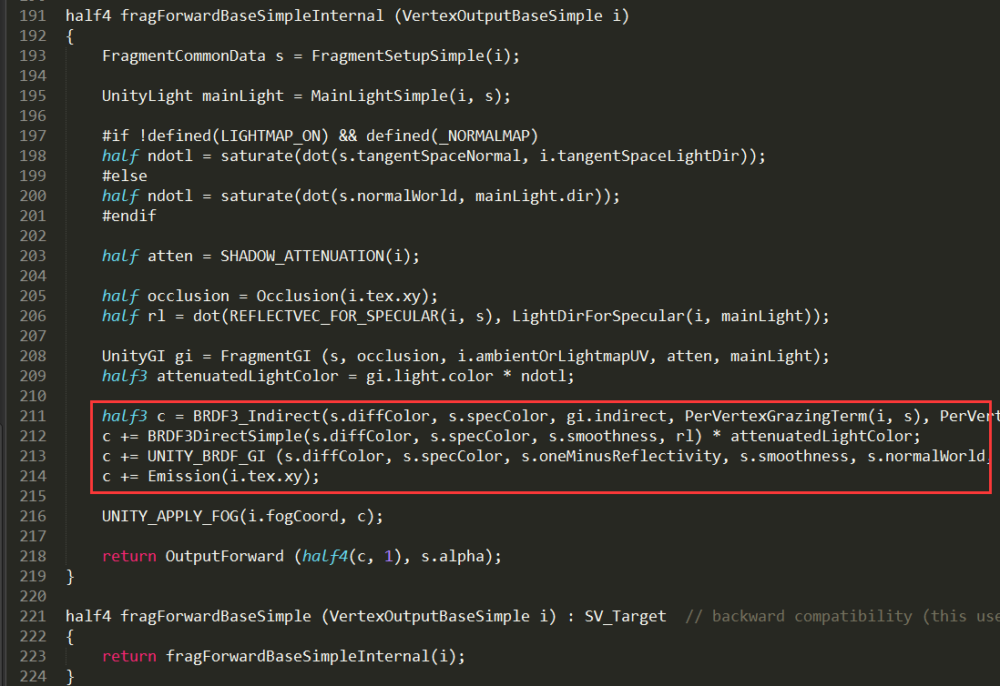 191 half4 fragForwardBaseSimpleInternal (VertexOutputBaseSimple i)
192 {
193     FragmentCommonData s = FragmentSetupSimple(i);
194
195     UnityLight mainLight = MainLightSimple(i, s);
196
197     #if !defined(LIGHTMAP_ON) && defined(_NORMALMAP)
198     half ndotl = saturate(dot(s.tangentSpaceNormal, i.tangentSpaceLightDir));
199     #else
200     half ndotl = saturate(dot(s.normalWorld, mainLight.dir));
201     #endif
202
203     half atten = SHADOW_ATTENUATION(i);
204
205     half occlusion = Occlusion(i.tex.xy);
206     half rl = dot(REFLECTVEC_FOR_SPECULAR(i, s), LightDirForSpecular(i, mainLight));
207
208     UnityGI gi = FragmentGI (s, occlusion, i.ambientOrLightmapUV, atten, mainLight);
209     half3 attenuatedLightColor = gi.light.color * ndotl;
210
211     half3 c = BRDF3_Indirect(s.diffColor, s.specColor, gi.indirect, PerVertexGrazingTerm(i, s), PerVert
212     c += BRDF3DirectSimple(s.diffColor, s.specColor, s.smoothness, rl) * attenuatedLightColor;
213     c += UNITY_BRDF_GI (s.diffColor, s.specColor, s.oneMinusReflectivity, s.smoothness, s.normalWorld,
214     c += Emission(i.tex.xy);
215
216     UNITY_APPLY_FOG(i.fogCoord, c);
217
218     return OutputForward (half4(c, 1), s.alpha);
219 }
220
221 half4 fragForwardBaseSimple (VertexOutputBaseSimple i) : SV_Target  // backward compatibility (this use
222 {
223     return fragForwardBaseSimpleInternal(i);
224 }